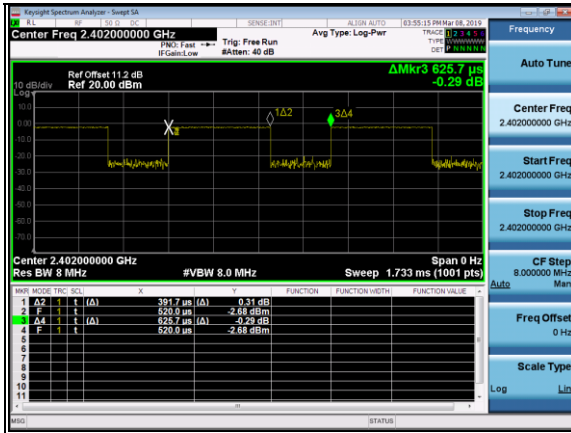 Keysight Spectrum Analyzer - Swept SA
RL RF 50 Ω DC SENSE:INT ALIGN AUTO 03:55:15 PM Mar 08, 2019
Center Freq 2.402000000 GHz
PNO: Fast
IFGain:Low
Trig: Free Run
#Atten: 40 dB
Avg Type: Log-Pwr
TRACE 1 2 3 4 5 6
TYPE
DET P N N N N N
Ref Offset 11.2 dB
10 dB/div Ref 20.00 dBm
Log
ΔMkr3 625.7 µs
-0.29 dB
10.0
0.00
-10.0
-20.0
-30.0
-40.0
-50.0
-60.0
-70.0
1Δ2
3Δ4
Center 2.402000000 GHz
Res BW 8 MHz
#VBW 8.0 MHz
Span 0 Hz
Sweep 1.733 ms (1001 pts)
MKR MODE TRC SCL X Y FUNCTION FUNCTION WIDTH FUNCTION VALUE
1 Δ2 1 t (Δ) 391.7 µs (Δ) 0.31 dB
2 F 1 t 520.0 µs -2.68 dBm
3 Δ4 1 t (Δ) 625.7 µs (Δ) -0.29 dB
4 F 1 t 520.0 µs -2.68 dBm
5
6
7
8
9
10
11
MSG
STATUS
Frequency
Auto Tune
Center Freq
2.402000000 GHz
Start Freq
2.402000000 GHz
Stop Freq
2.402000000 GHz
CF Step
8.000000 MHz
Auto Man
Freq Offset
0 Hz
Scale Type
Log Lin